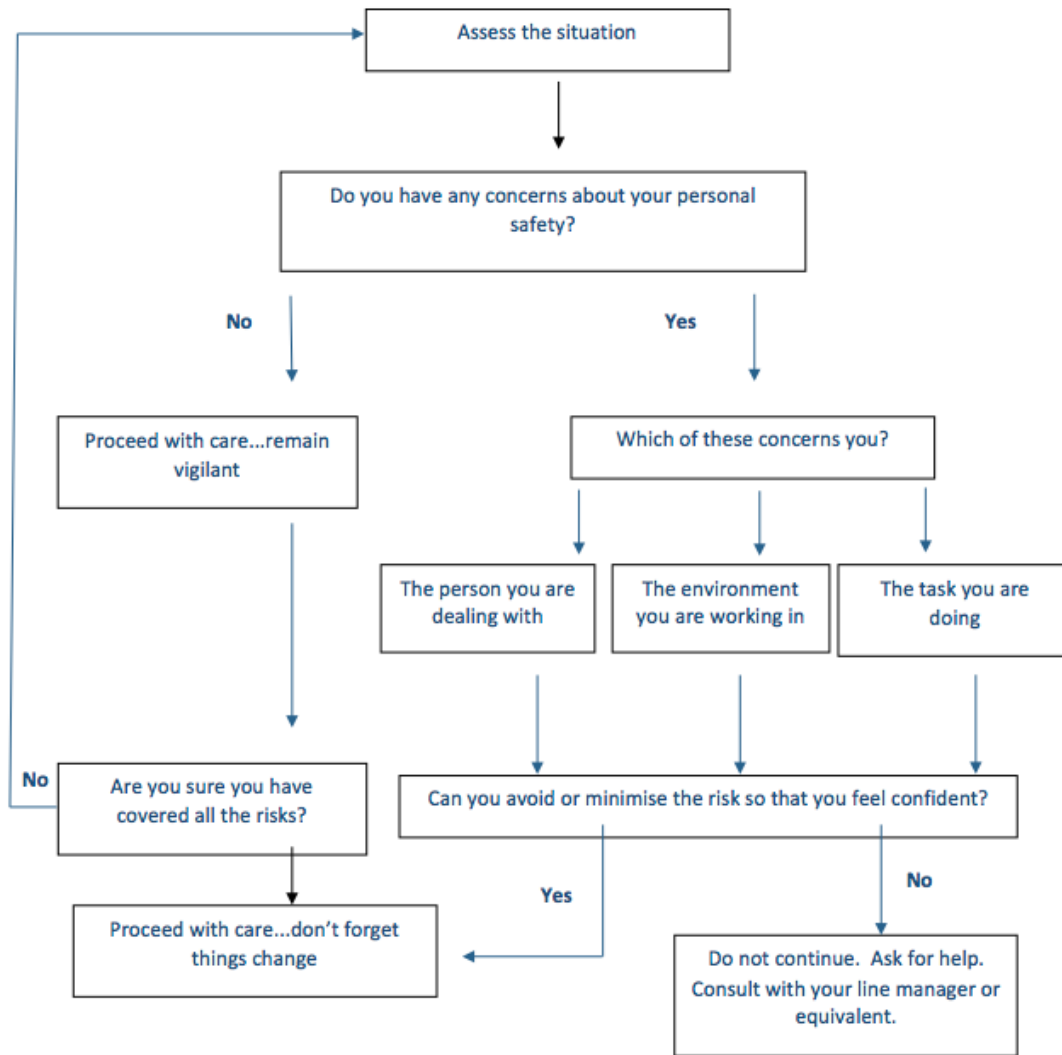 Assess the situation
Do you have any concerns about your personal
safety?
No
Yes
Proceed with care...remain
vigilant
Which of these concerns you?
The person you are
dealing with
The environment
you are working in
The task you are
doing
No
Are you sure you have
covered all the risks?
Can you avoid or minimise the risk so that you feel confident?
Yes
No
Proceed with care...don’t forget
things change
Do not continue.  Ask for help.
Consult with your line manager or
equivalent.